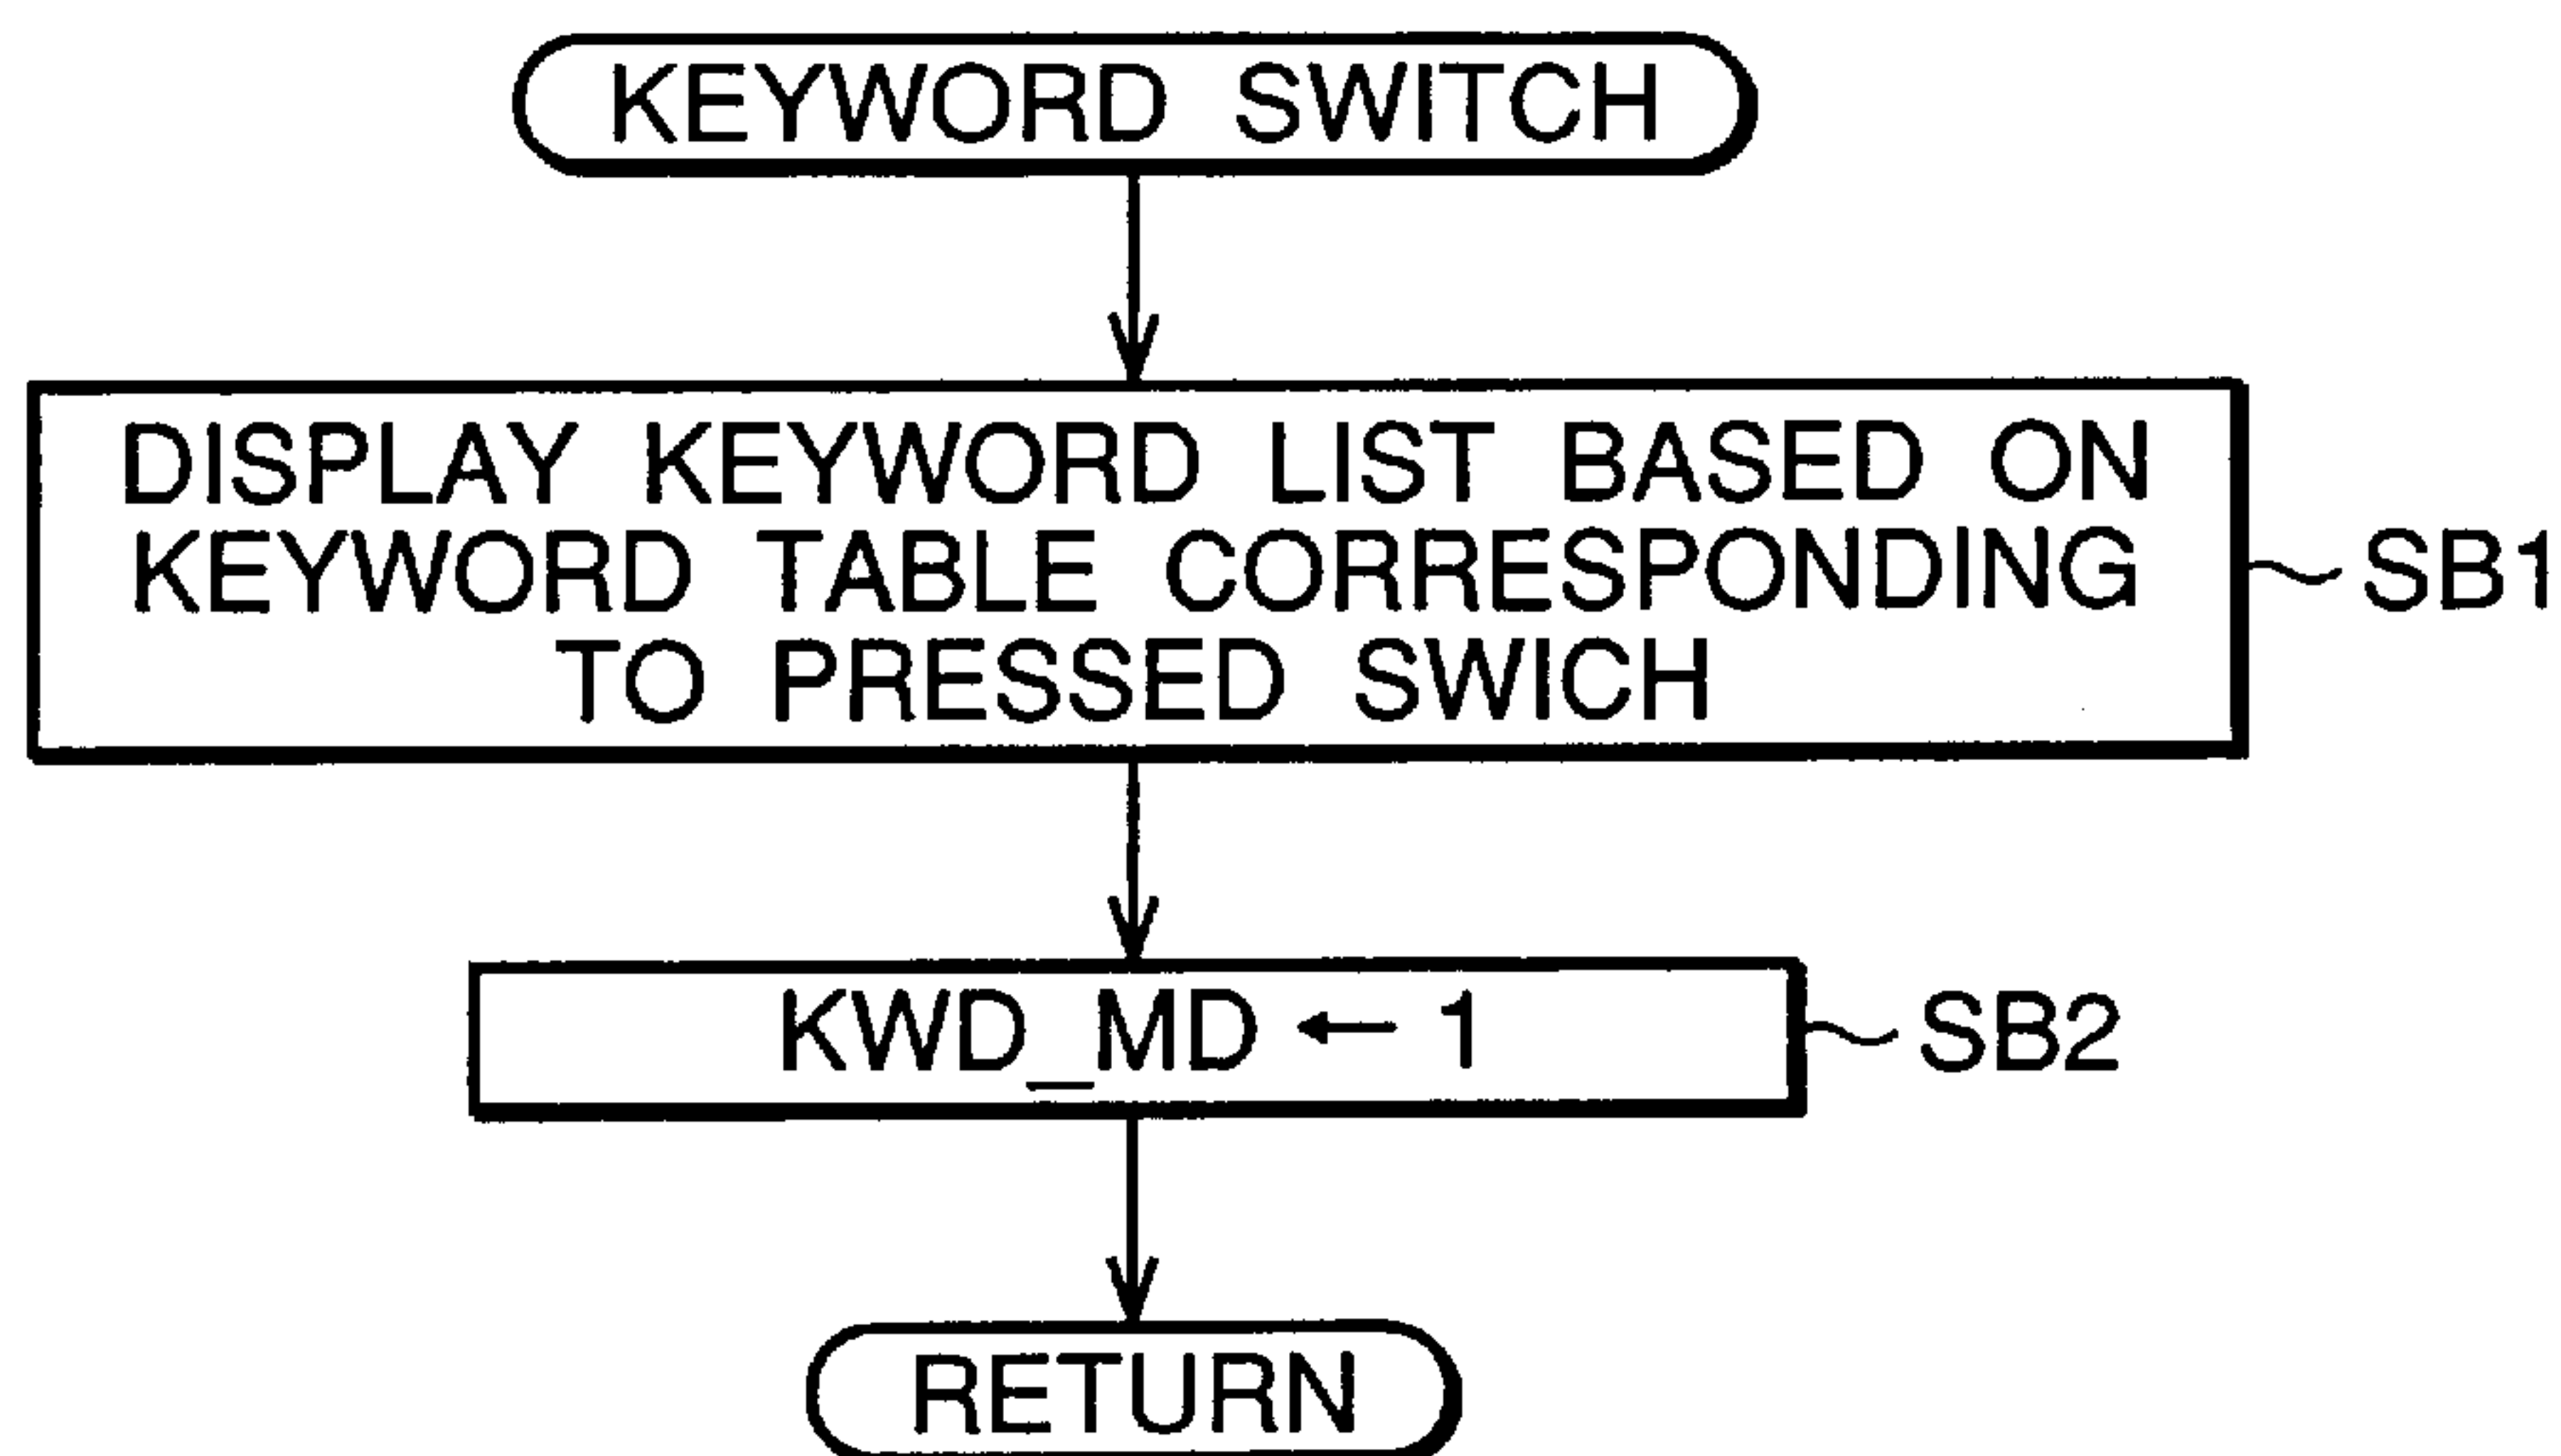 KEYWORD SWITCH
DISPLAY KEYWORD LIST BASED ON
KEYWORD TABLE CORRESPONDING
TO PRESSED SWICH
SB1
KWD_MD ← 1
SB2
RETURN